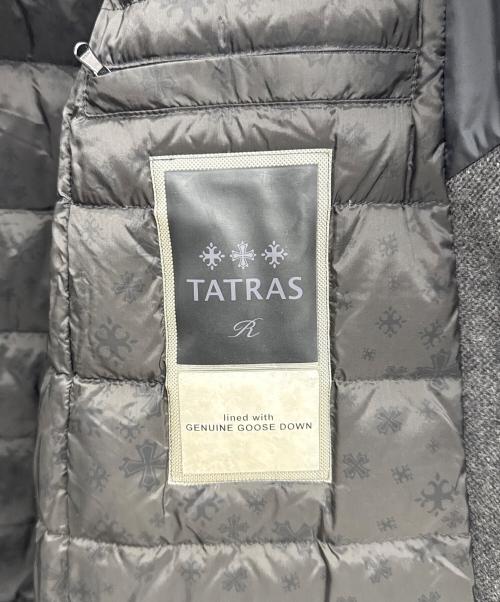 TATRAS
R
lined with
GENUINE GOOSE DOWN